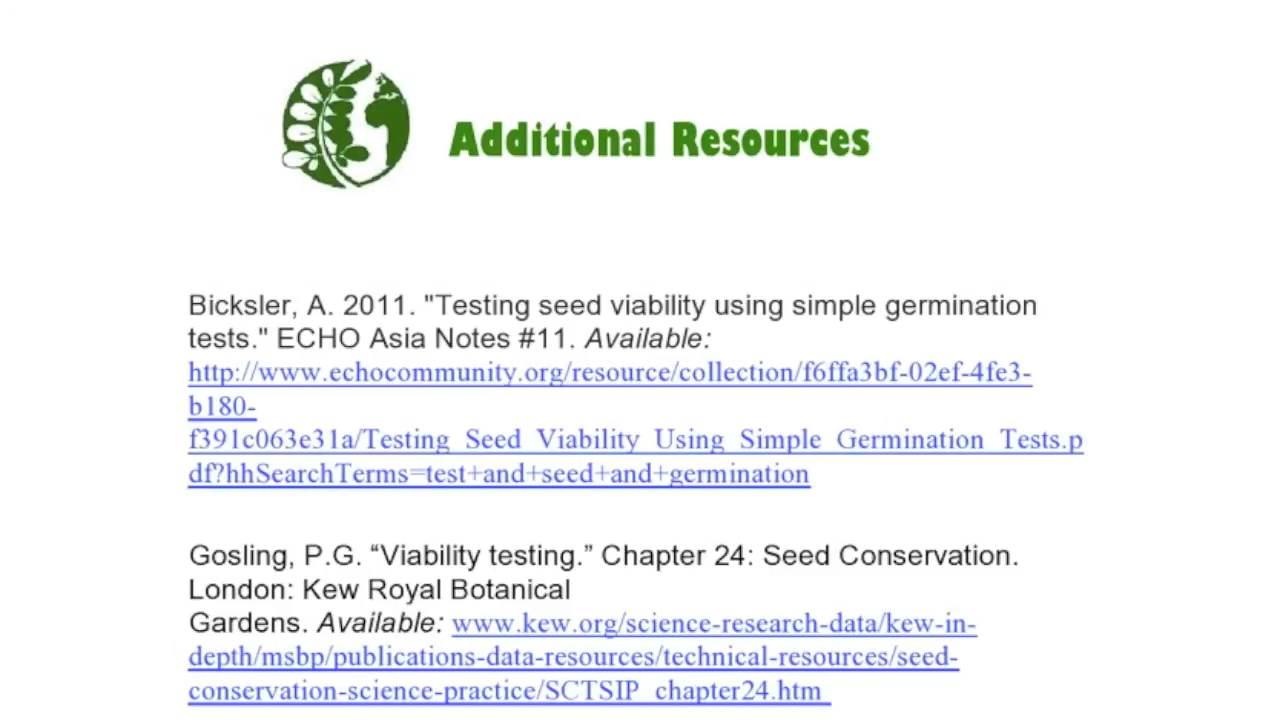 Additional Resources
Bicksler, A. 2011. "Testing seed viability using simple germination
tests." ECHO Asia Notes #11. Available:
http://www.echocommunity.org/resource/collection/f6ffa3bf-02ef-4fe3-
b180-
f391c063e31a/Testing_Seed_Viability_Using_Simple_Germination_Tests.p
df?hhSearchTerms=test+and+seed+and+germination
Gosling, P.G. “Viability testing.” Chapter 24: Seed Conservation.
London: Kew Royal Botanical
Gardens. Available: www.kew.org/science-research-data/kew-in-
depth/msbp/publications-data-resources/technical-resources/seed-
conservation-science-practice/SCTSIP_chapter24.htm